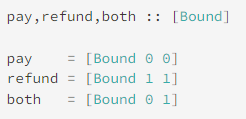 pay,refund,both :: [Bound]
pay    = [Bound 0 0]
refund = [Bound 1 1]
both   = [Bound 0 1]